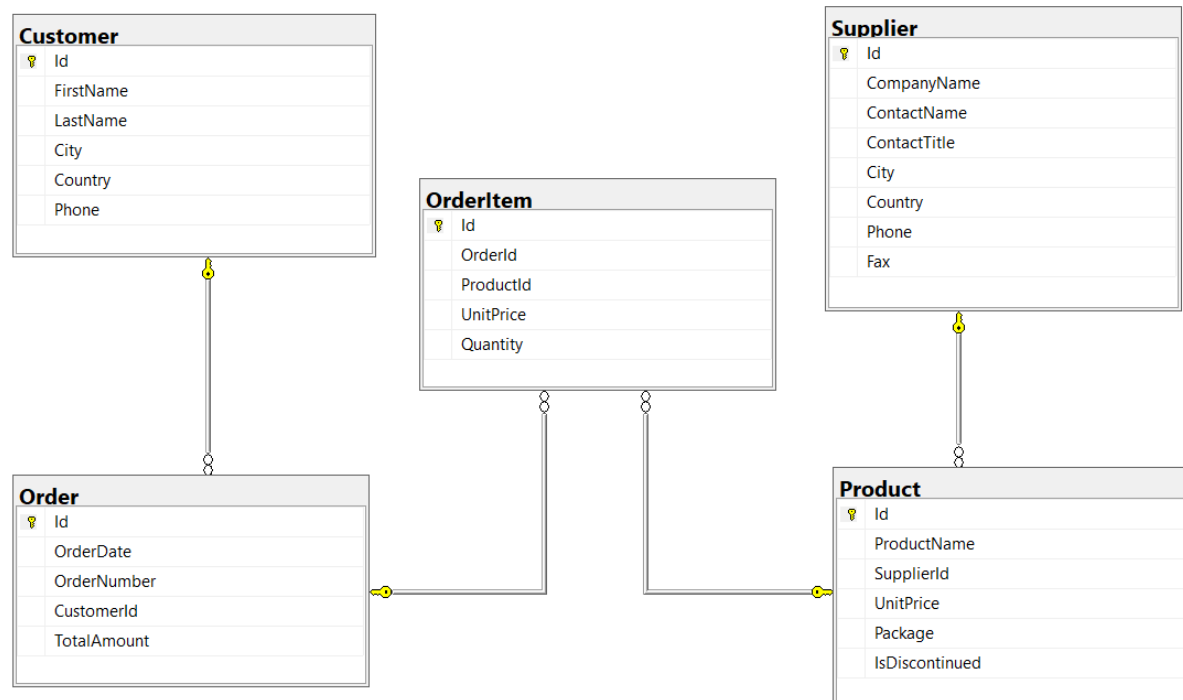 Customer
Id
FirstName
LastName
City
Country
Phone
Supplier
Id
CompanyName
ContactName
ContactTitle
City
Country
Phone
Fax
OrderItem
Id
OrderId
ProductId
UnitPrice
Quantity
Order
Id
OrderDate
OrderNumber
CustomerId
TotalAmount
Product
Id
ProductName
SupplierId
UnitPrice
Package
IsDiscontinued